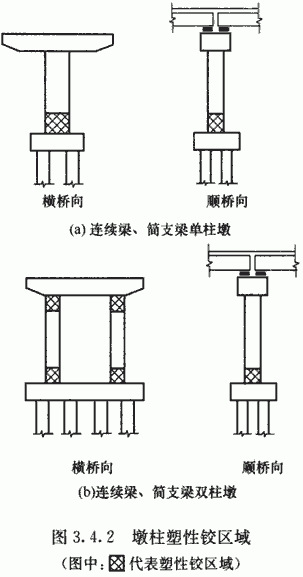 横桥向 顺桥向
(a) 连续梁、简支梁单柱墩
横桥向 顺桥向
(b)连续梁、简支梁双柱墩
图 3.4.2 墩柱塑性铰区域
(图中: 代表塑性铰区域)